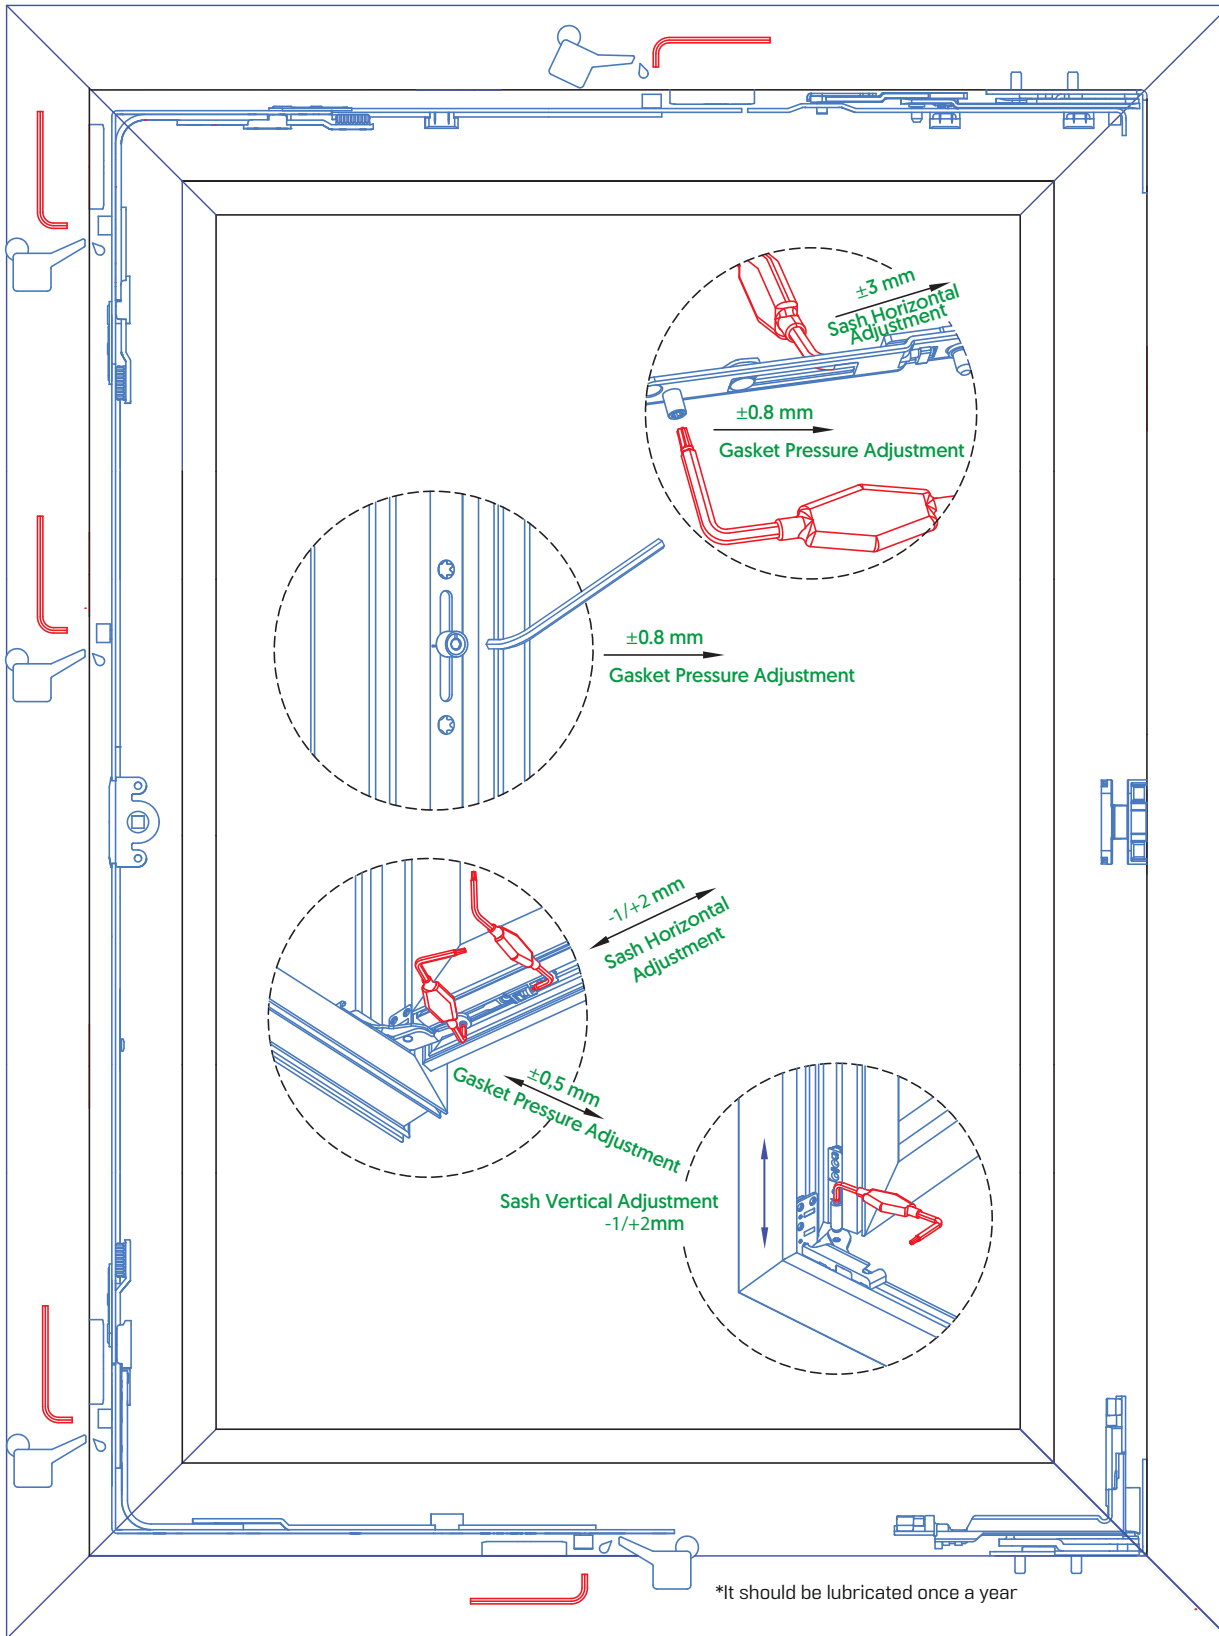 ±3 mm
Sash Horizontal
Adjustment
±0.8 mm
Gasket Pressure Adjustment
±0.8 mm
Gasket Pressure Adjustment
-1/+2 mm
Sash Horizontal
Adjustment
±0,5 mm
Gasket Pressure Adjustment
Sash Vertical Adjustment
-1/+2mm
*It should be lubricated once a year